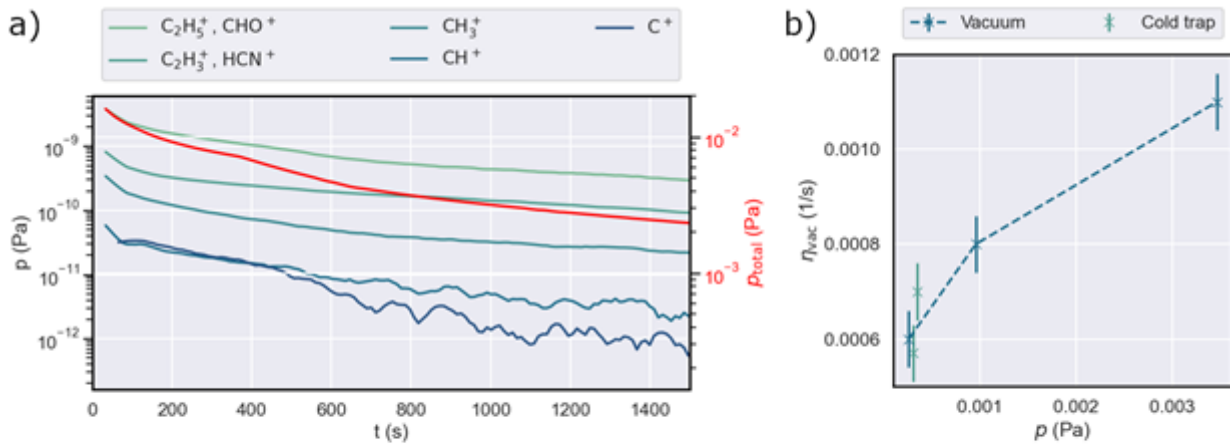 a)
C₂H₅⁺, CHO⁺
CH₃⁺
C⁺
C₂H₃⁺, HCN⁺
CH⁺
p (Pa)
10⁻⁹
10⁻¹⁰
10⁻¹¹
10⁻¹²
10⁻²
10⁻³
p_total (Pa)
0 200 400 600 800 1000 1200 1400
t (s)
b)
Vacuum
Cold trap
η_vac (1/s)
0.0012
0.0010
0.0008
0.0006
0.001 0.002 0.003
p (Pa)